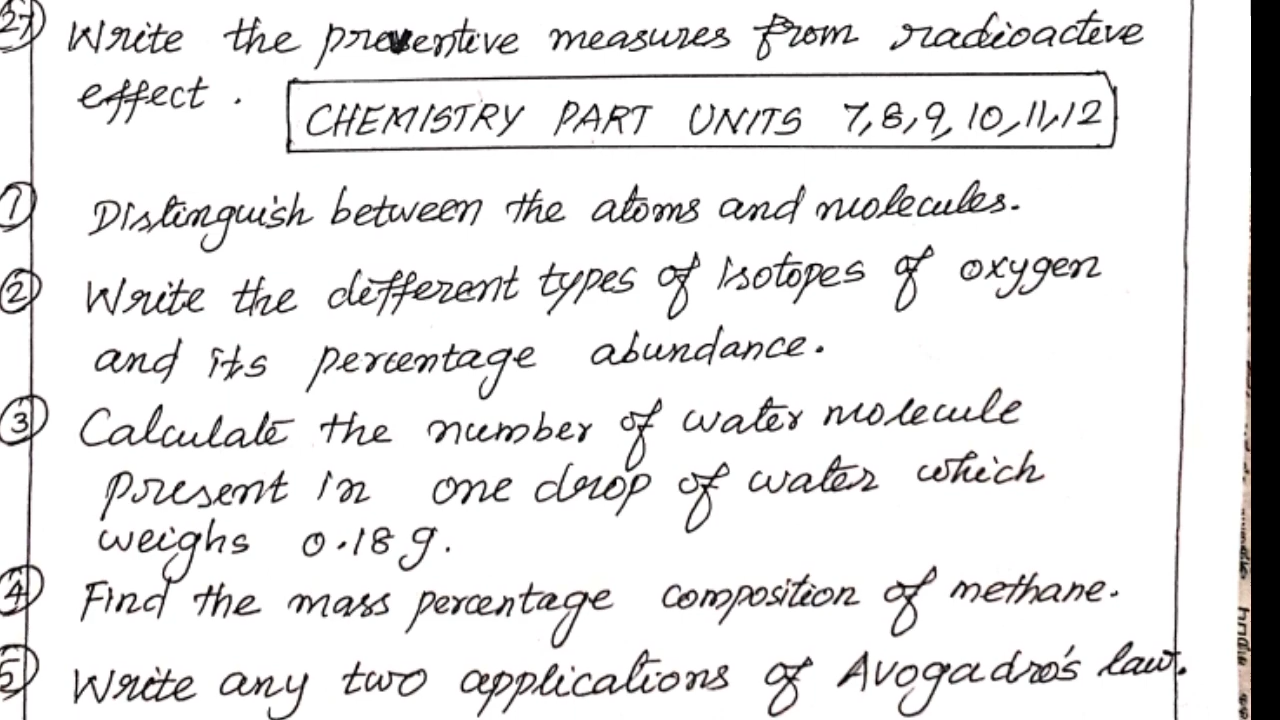 27) Write the preventive measures from radioactive
effect.
CHEMISTRY PART UNITS 7,8,9,10,11,12
① Distinguish between the atoms and molecules.
② Write the different types of isotopes of oxygen
and its percentage abundance.
③ Calculate the number of water molecule
present in one drop of water which
weighs 0.18 g.
④ Find the mass percentage composition of methane.
⑤ Write any two applications of Avogadro's law.